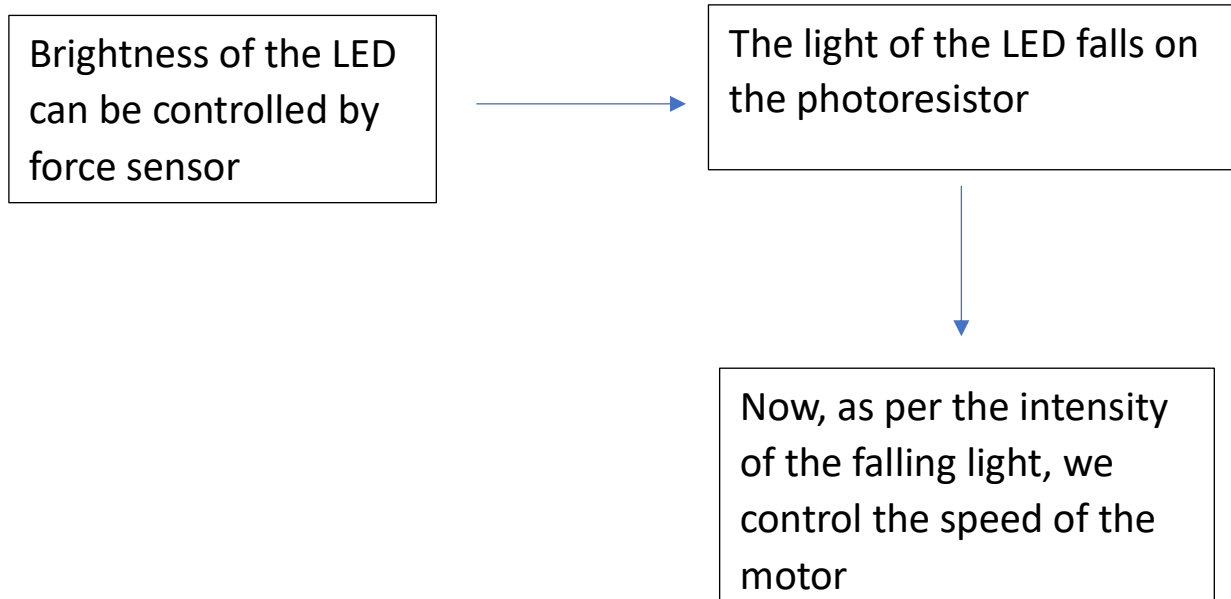 Brightness of the LED
can be controlled by
force sensor
The light of the LED falls on
the photoresistor
Now, as per the intensity
of the falling light, we
control the speed of the
motor